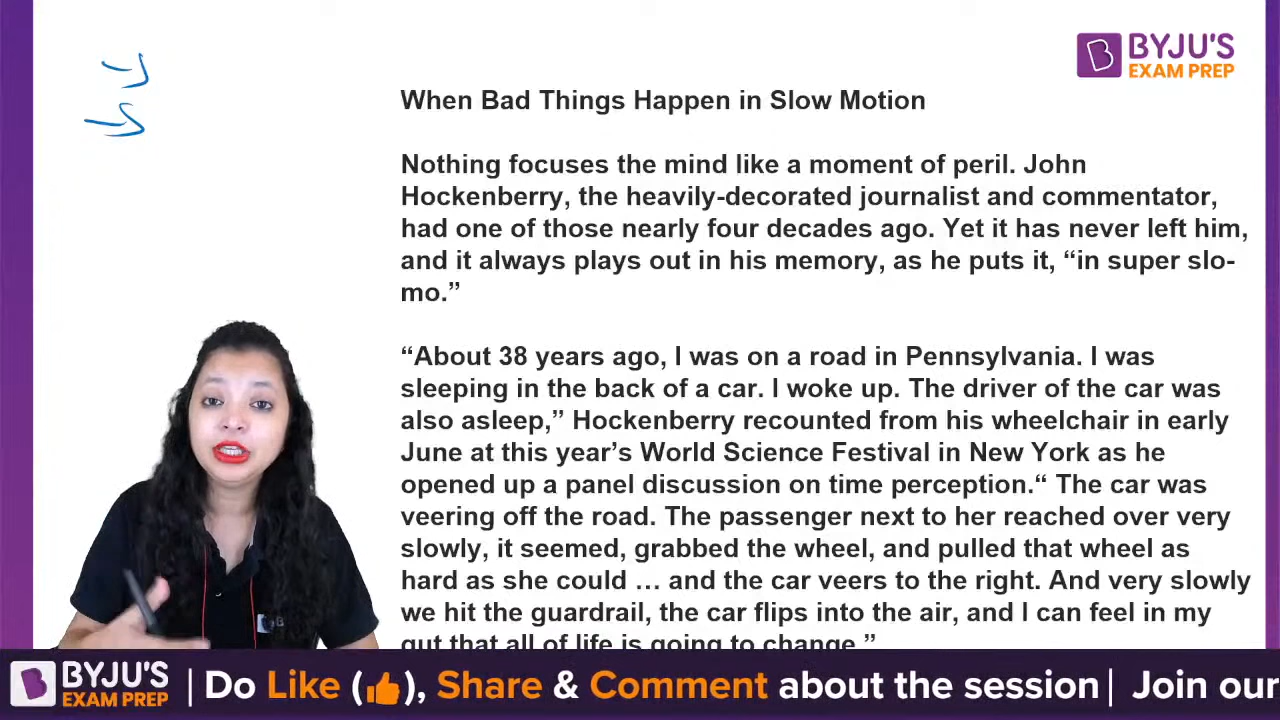 BYJU'S
EXAM PREP
When Bad Things Happen in Slow Motion
Nothing focuses the mind like a moment of peril. John
Hockenberry, the heavily-decorated journalist and commentator,
had one of those nearly four decades ago. Yet it has never left him,
and it always plays out in his memory, as he puts it, “in super slo-
mo.”
“About 38 years ago, I was on a road in Pennsylvania. I was
sleeping in the back of a car. I woke up. The driver of the car was
also asleep,” Hockenberry recounted from his wheelchair in early
June at this year’s World Science Festival in New York as he
opened up a panel discussion on time perception.“ The car was
veering off the road. The passenger next to her reached over very
slowly, it seemed, grabbed the wheel, and pulled that wheel as
hard as she could … and the car veers to the right. And very slowly
we hit the guardrail, the car flips into the air, and I can feel in my
gut that all of life is going to change.”
BYJU'S
EXAM PREP
| Do Like (👍), Share & Comment about the session | Join our